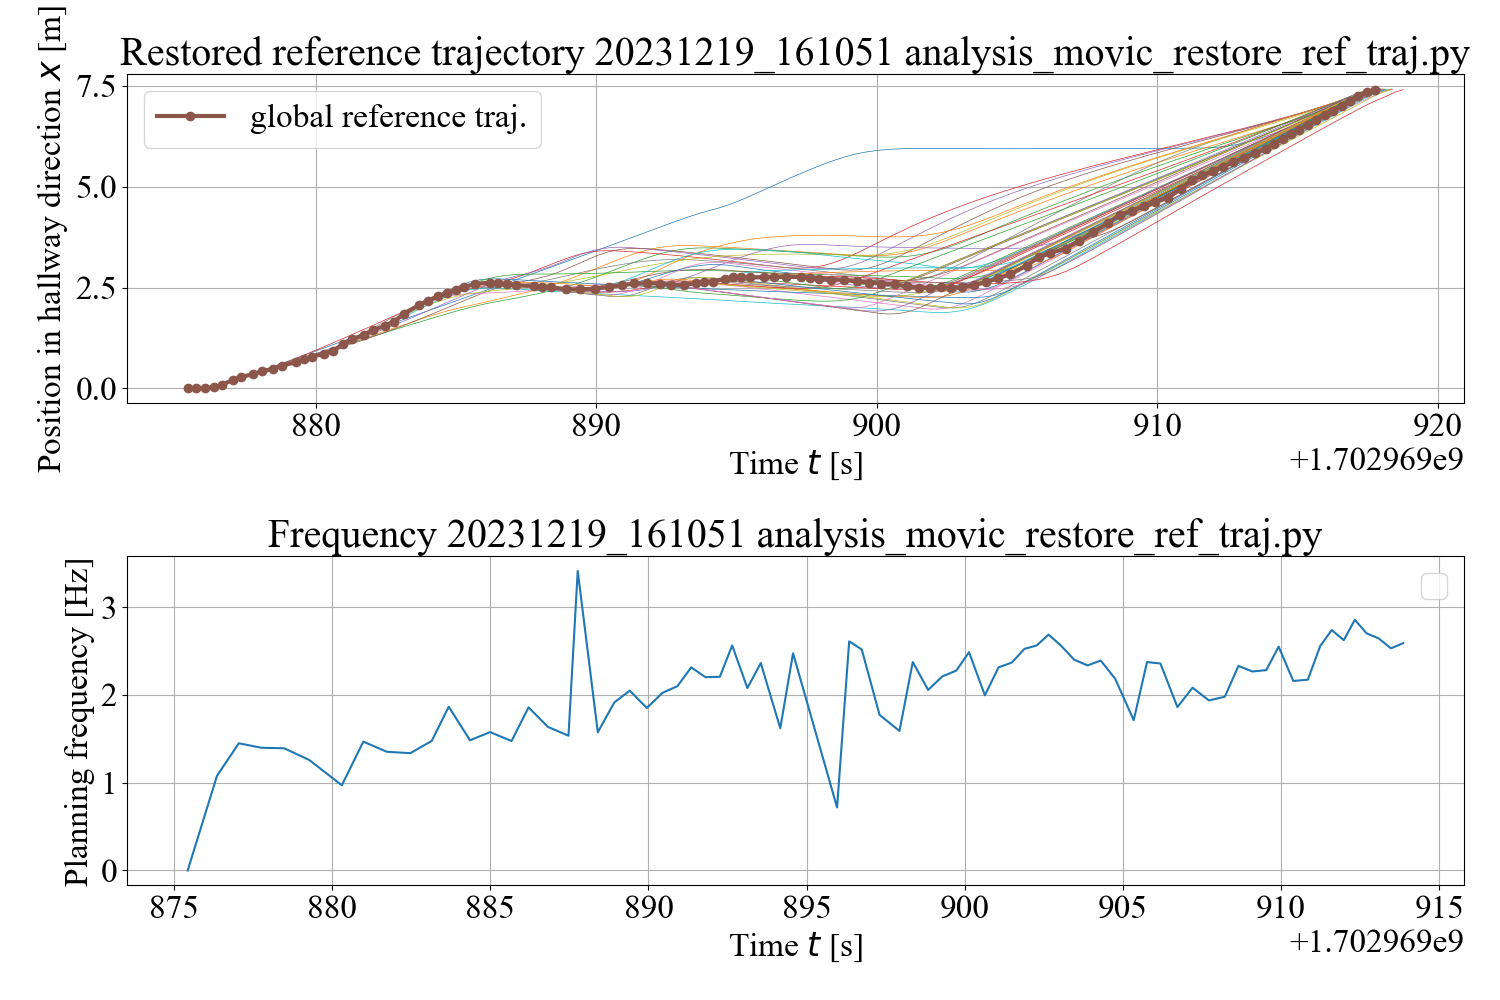 Restored reference trajectory 20231219_161051 analysis_movic_restore_ref_traj.py
Position in hallway direction x [m]
7.5
5.0
2.5
0.0
global reference traj.
880 890 900 910 920
Time t [s]
+1.702969e9
Frequency 20231219_161051 analysis_movic_restore_ref_traj.py
Planning frequency [Hz]
3
2
1
0
875 880 885 890 895 900 905 910 915
Time t [s]
+1.702969e9